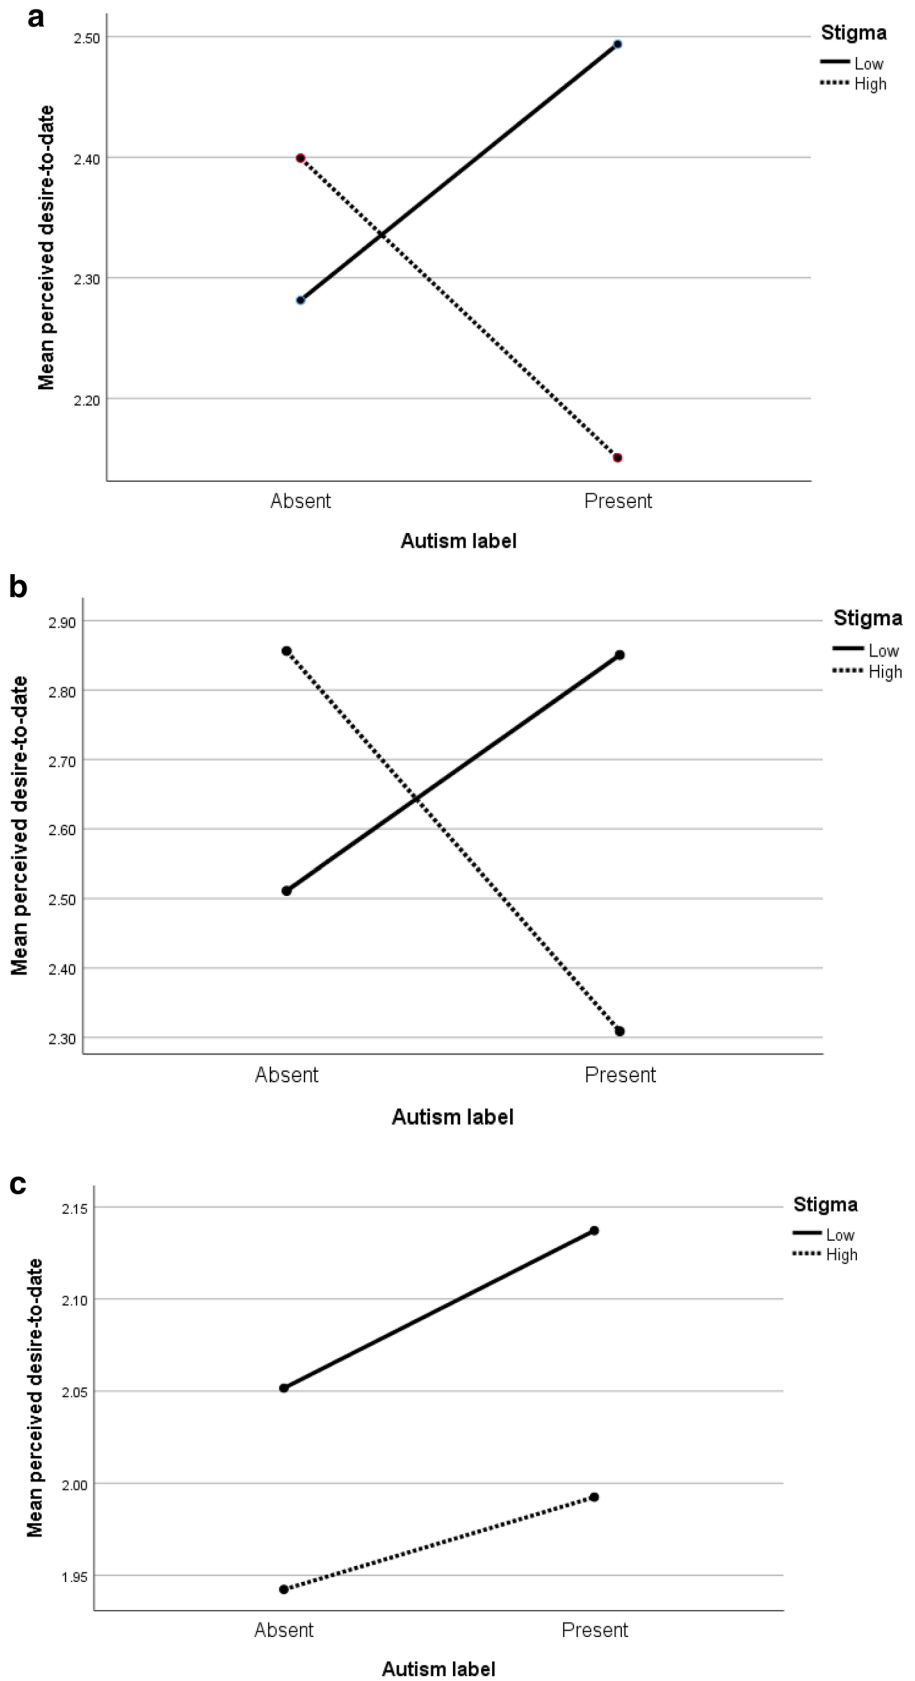 a
Stigma
Low
High
Mean perceived desire-to-date
2.50
2.40
2.30
2.20
Absent Present
Autism label
b
Stigma
Low
High
Mean perceived desire-to-date
2.90
2.80
2.70
2.60
2.50
2.40
2.30
Absent Present
Autism label
c
Stigma
Low
High
Mean perceived desire-to-date
2.15
2.10
2.05
2.00
1.95
Absent Present
Autism label